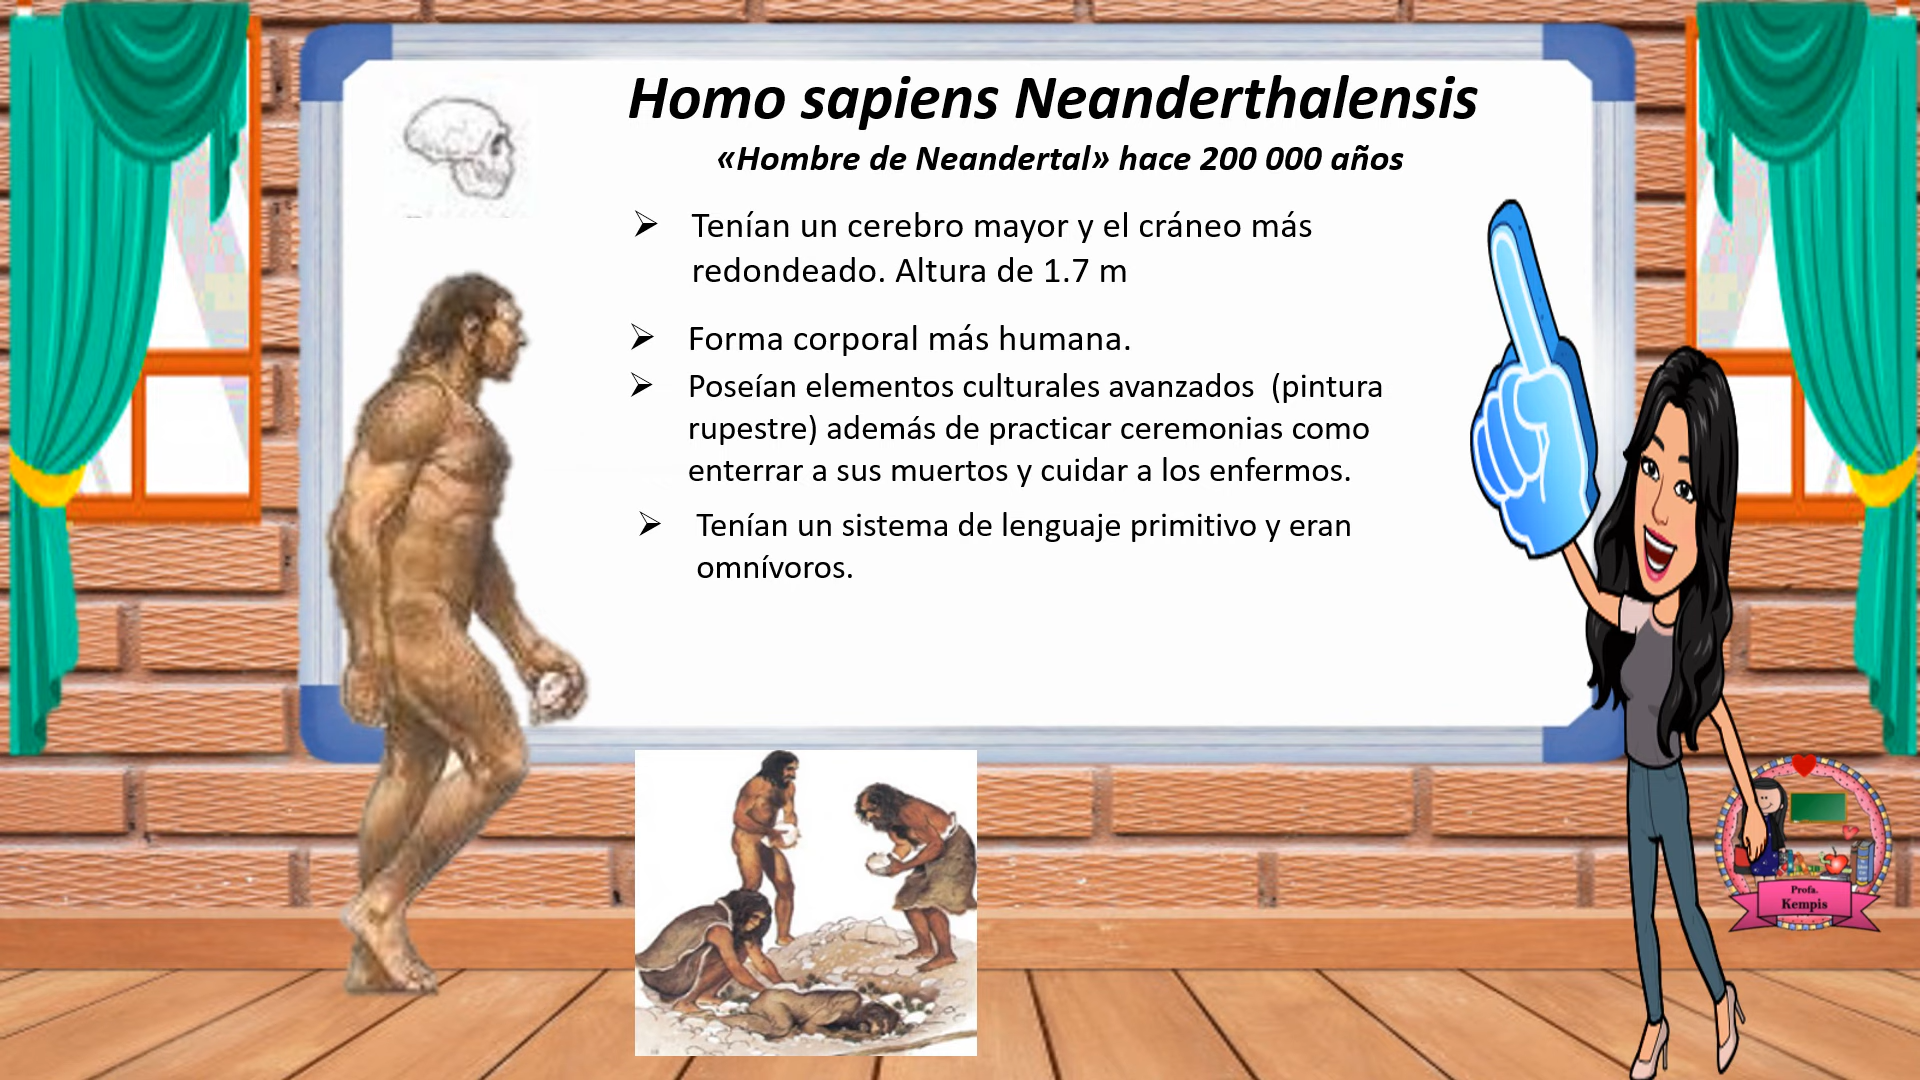 Homo sapiens Neanderthalensis
«Hombre de Neandertal» hace 200 000 años
➢ Tenían un cerebro mayor y el cráneo más
redondeado. Altura de 1.7 m
➢ Forma corporal más humana.
➢ Poseían elementos culturales avanzados (pintura
rupestre) además de practicar ceremonias como
enterrar a sus muertos y cuidar a los enfermos.
➢ Tenían un sistema de lenguaje primitivo y eran
omnívoros.
Profa.
Kempis